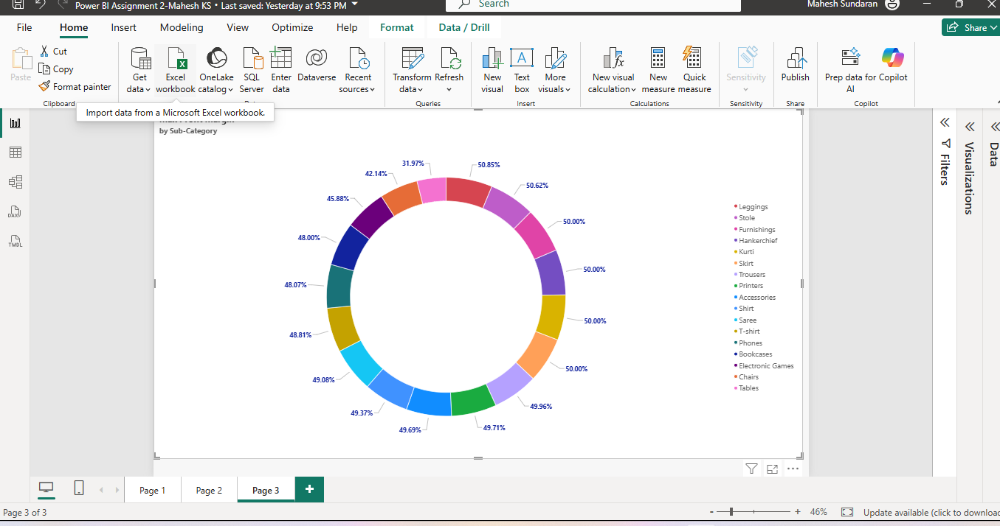 Power BI Assignment 2-Mahesh KS • Last saved: Yesterday at 9:53 PM
Search
Mahesh Sundaran
File Home Insert Modeling View Optimize Help Format Data / Drill
Share
Paste
Cut
Copy
Format painter
Get data
Excel workbook
OneLake catalog
SQL Server
Enter data
Dataverse
Recent sources
Transform data
Refresh
New visual
Text box
More visuals
New visual calculation
New measure
Quick measure
Sensitivity
Publish
Prep data for AI
Copilot
Clipboard
Queries
Insert
Calculations
Sensitivity
Share
Copilot
Import data from a Microsoft Excel workbook.
by Sub-Category
31.97%
50.85%
42.14%
50.62%
45.88%
50.00%
48.00%
50.00%
48.07%
50.00%
48.81%
50.00%
49.08%
49.96%
49.37%
49.71%
49.69%
Leggings
Stole
Furnishings
Hankerchief
Kurti
Skirt
Trousers
Printers
Accessories
Shirt
Saree
T-shirt
Phones
Bookcases
Electronic Games
Chairs
Tables
Filters
Visualizations
Data
DAX
TMDL
Page 1
Page 2
Page 3
+
Page 3 of 3
- + 46%
Update available (click to download